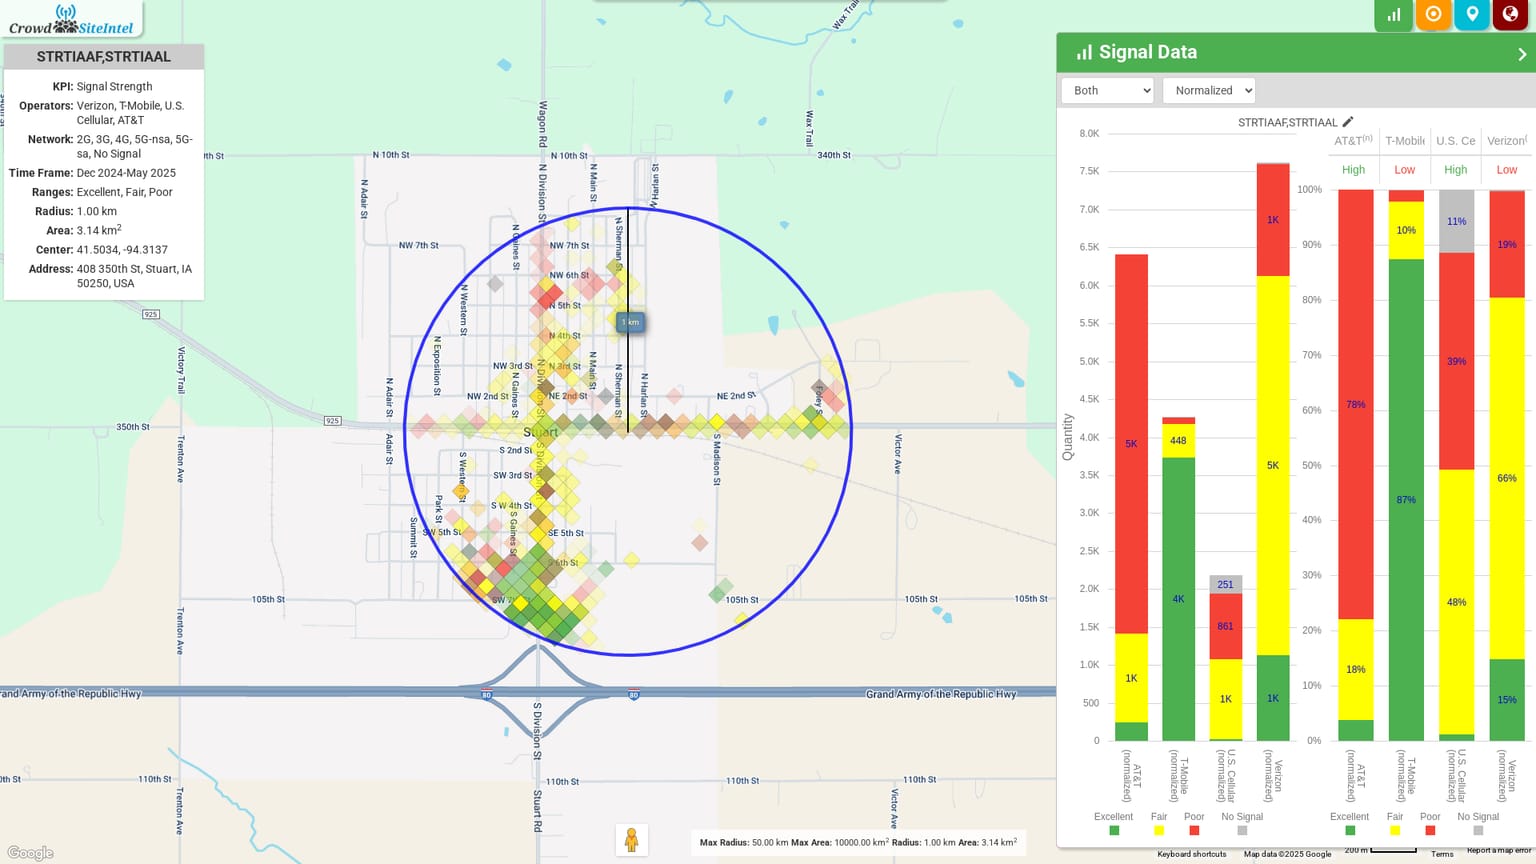 Crowd SiteIntel
STRTIAAF,STRTIAAL
KPI: Signal Strength
Operators: Verizon, T-Mobile, U.S.
Cellular, AT&T
Network: 2G, 3G, 4G, 5G-nsa, 5G-
sa, No Signal
Time Frame: Dec 2024-May 2025
Ranges: Excellent, Fair, Poor
Radius: 1.00 km
Area: 3.14 km²
Center: 41.5034, -94.3137
Address: 408 350th St, Stuart, IA
50250, USA
Wax Trail
Wagon Rd
Wax Trail
N 10th St
N 10th St
340th St
N Adair St
N Division St
N Main St
N Harlan St
N Gaines St
N Sherman St
NW 7th St
NW 7th St
NW 6th St
N Western St
N 5th St
1 km
925
N 4th St
Victory Trail
N Exposition St
NW 3rd St
N 3rd St
N Main St
N Adair St
N Gaines St
N Division St
N Sherman St
N Harlan St
NW 2nd St
NE 2nd St
NE 2nd St
Foley St
925
350th St
350th St
Stuart
Trenton Ave
Adair St
S 2nd St
S Division St
S Madison St
Victor Ave
S Western St
SW 3rd St
Park St
S W 4th St
Summit St
SW 5th St
S Gaines St
SE 5th St
S 6th St
105th St
SW 7th St
105th St
105th St
105th St
Trenton Ave
80
80
rand Army of the Republic Hwy
Grand Army of the Republic Hwy
S Division St
0th St
110th St
110th St
110th St
Trenton Ave
Stuart Rd
Victor Ave
Google
Max Radius: 50.00 km Max Area: 10000.00 km² Radius: 1.00 km Area: 3.14 km²
Keyboard shortcuts
Map data ©2025 Google
200 m
Terms
Report a map error
Signal Data
Both
Normalized
STRTIAAF,STRTIAAL
AT&T(n)
T-Mobile
U.S. Ce
Verizon(
High
Low
High
Low
Quantity
8.0K
7.5K
7.0K
6.5K
6.0K
5.5K
5.0K
4.5K
4.0K
3.5K
3.0K
2.5K
2.0K
1.5K
1.0K
500
0
5K
1K
448
4K
251
861
1K
1K
5K
1K
AT&T (normalized)
T-Mobile (normalized)
U.S. Cellular (normalized)
Verizon (normalized)
Excellent
Fair
Poor
No Signal
100%
90%
80%
70%
60%
50%
40%
30%
20%
10%
0%
78%
18%
10%
87%
11%
39%
48%
19%
66%
15%
AT&T (normalized)
T-Mobile (normalized)
U.S. Cellular (normalized)
Verizon (normalized)
Excellent
Fair
Poor
No Signal